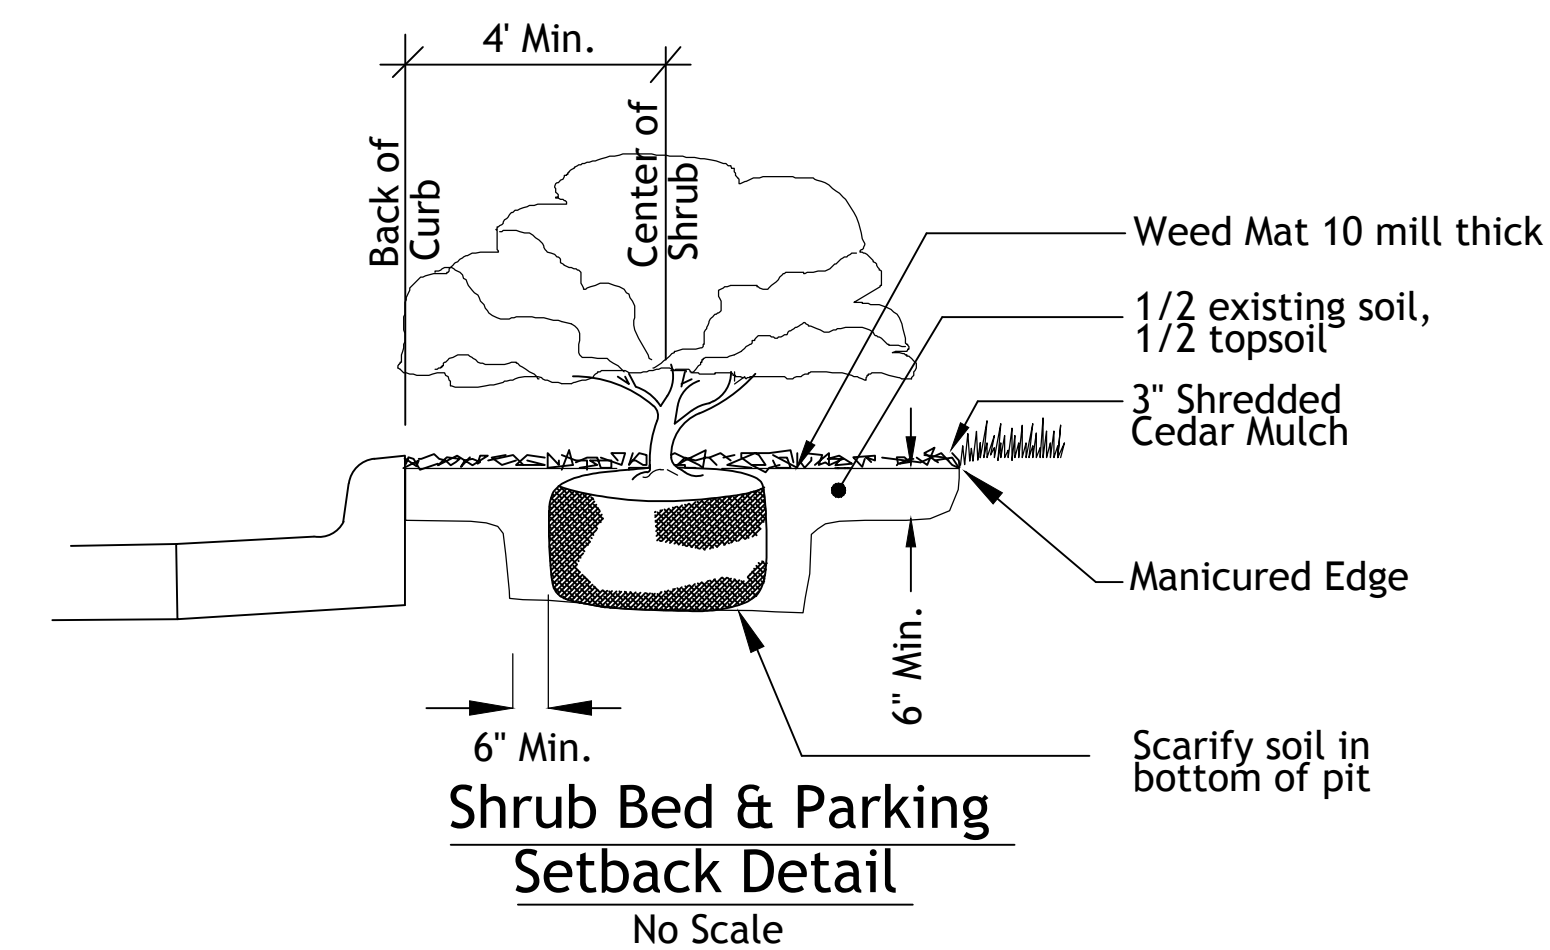 4' Min.
Back of
Curb
Center of
Shrub
Weed Mat 10 mill thick
1/2 existing soil,
1/2 topsoil
3" Shredded
Cedar Mulch
Manicured Edge
6" Min.
6" Min.
Scarify soil in
bottom of pit
Shrub Bed & Parking
Setback Detail
No Scale